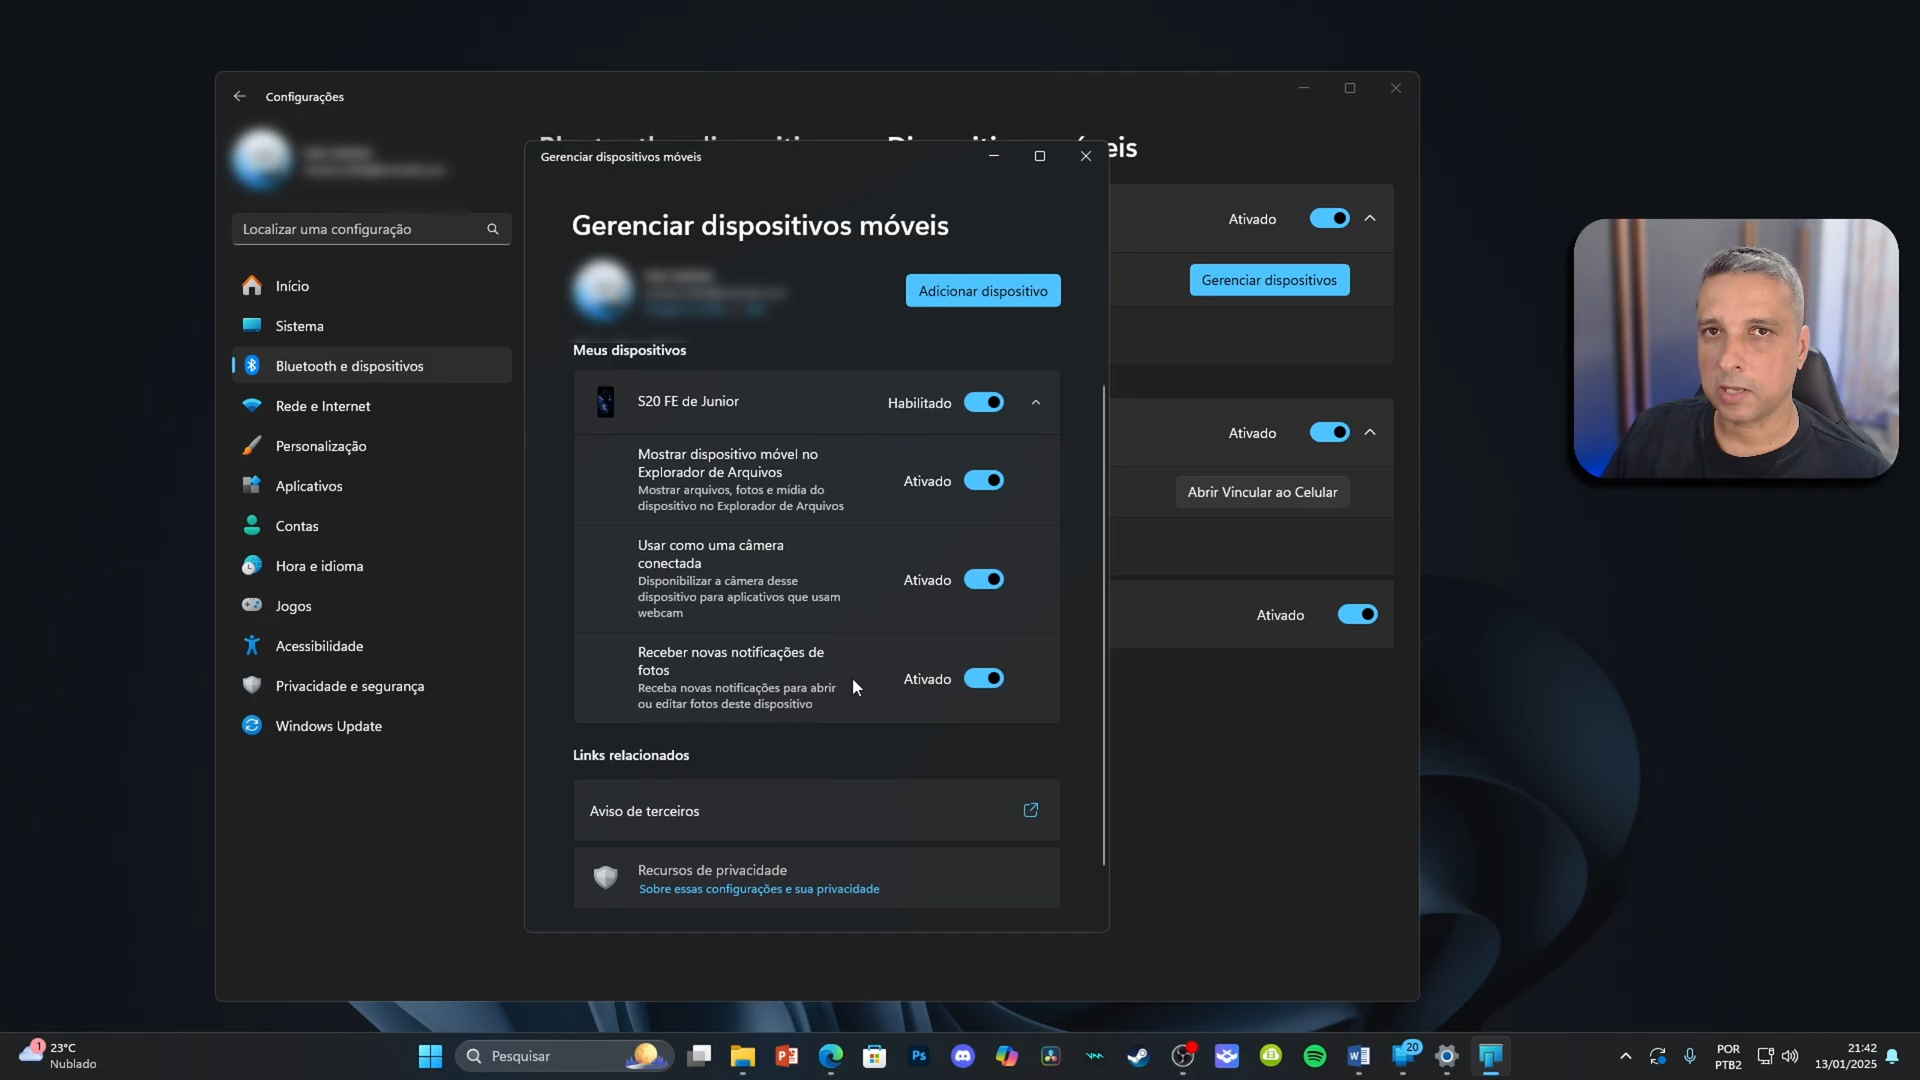 Configurações
eis
Gerenciar dispositivos móveis
Gerenciar dispositivos móveis
Localizar uma configuração
Ativado
Início
Adicionar dispositivo
Gerenciar dispositivos
Sistema
Meus dispositivos
Bluetooth e dispositivos
S20 FE de Junior
Habilitado
Rede e Internet
Ativado
Personalização
Mostrar dispositivo móvel no
Explorador de Arquivos
Mostrar arquivos, fotos e mídia do
dispositivo no Explorador de Arquivos
Ativado
Aplicativos
Abrir Vincular ao Celular
Contas
Usar como uma câmera
conectada
Disponibilizar a câmera desse
dispositivo para aplicativos que usam
webcam
Ativado
Hora e idioma
Jogos
Ativado
Acessibilidade
Receber novas notificações de
fotos
Receba novas notificações para abrir
ou editar fotos deste dispositivo
Ativado
Privacidade e segurança
Windows Update
Links relacionados
Aviso de terceiros
Recursos de privacidade
Sobre essas configurações e sua privacidade
1
23°C
Nublado
Pesquisar
Ps
20
POR
PTB2
21:42
13/01/2025